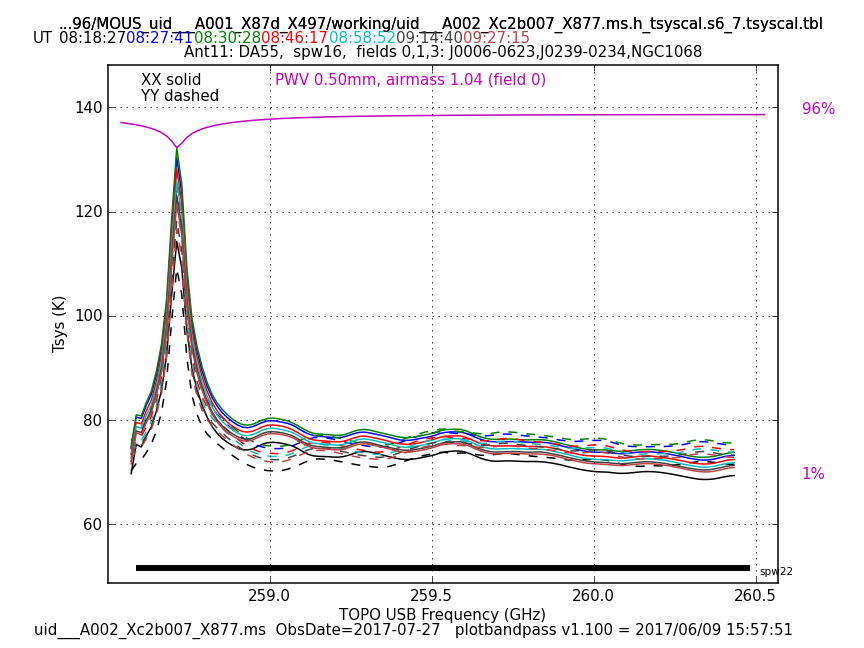 ...96/MOUS_uid___A001_X87d_X497/working/uid___A002_Xc2b007_X877.ms.h_tsyscal.s6_7.tsyscal.tbl
UT 08:18:27 08:27:41 08:30:28 08:46:17 08:58:52 09:14:40 09:27:15
Ant11: DA55,  spw16,  fields 0,1,3: J0006-0623,J0239-0234,NGC1068
XX solid
PWV 0.50mm, airmass 1.04 (field 0)
YY dashed
96%
1%
140
120
100
80
60
Tsys (K)
spw22
259.0 259.5 260.0 260.5
TOPO USB Frequency (GHz)
uid___A002_Xc2b007_X877.ms  ObsDate=2017-07-27   plotbandpass v1.100 = 2017/06/09 15:57:51